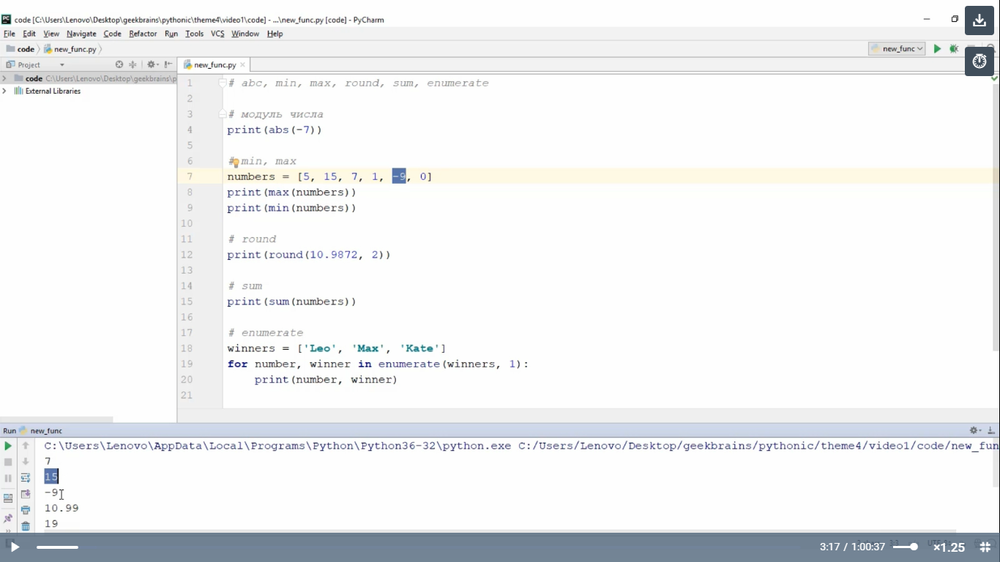 code [C:\Users\Lenovo\Desktop\geekbrains\pythonic\theme4\video1\code] - ...\new_func.py [code] - PyCharm
File Edit View Navigate Code Refactor Run Tools VCS Window Help
code new_func.py new_func
Project new_func.py
code C:\Users\Lenovo\Desktop\geekbrains\p
External Libraries
1 # abc, min, max, round, sum, enumerate
2
3 # модуль числа
4 print(abs(-7))
5
6 # min, max
7 numbers = [5, 15, 7, 1, -9, 0]
8 print(max(numbers))
9 print(min(numbers))
10
11 # round
12 print(round(10.9872, 2))
13
14 # sum
15 print(sum(numbers))
16
17 # enumerate
18 winners = ['Leo', 'Max', 'Kate']
19 for number, winner in enumerate(winners, 1):
20 print(number, winner)
21
Run new_func
C:\Users\Lenovo\AppData\Local\Programs\Python\Python36-32\python.exe C:/Users/Lenovo/Desktop/geekbrains/pythonic/theme4/video1/code/new_fun
7
15
-9
10.99
19
3:17 / 1:00:37 ×1.25